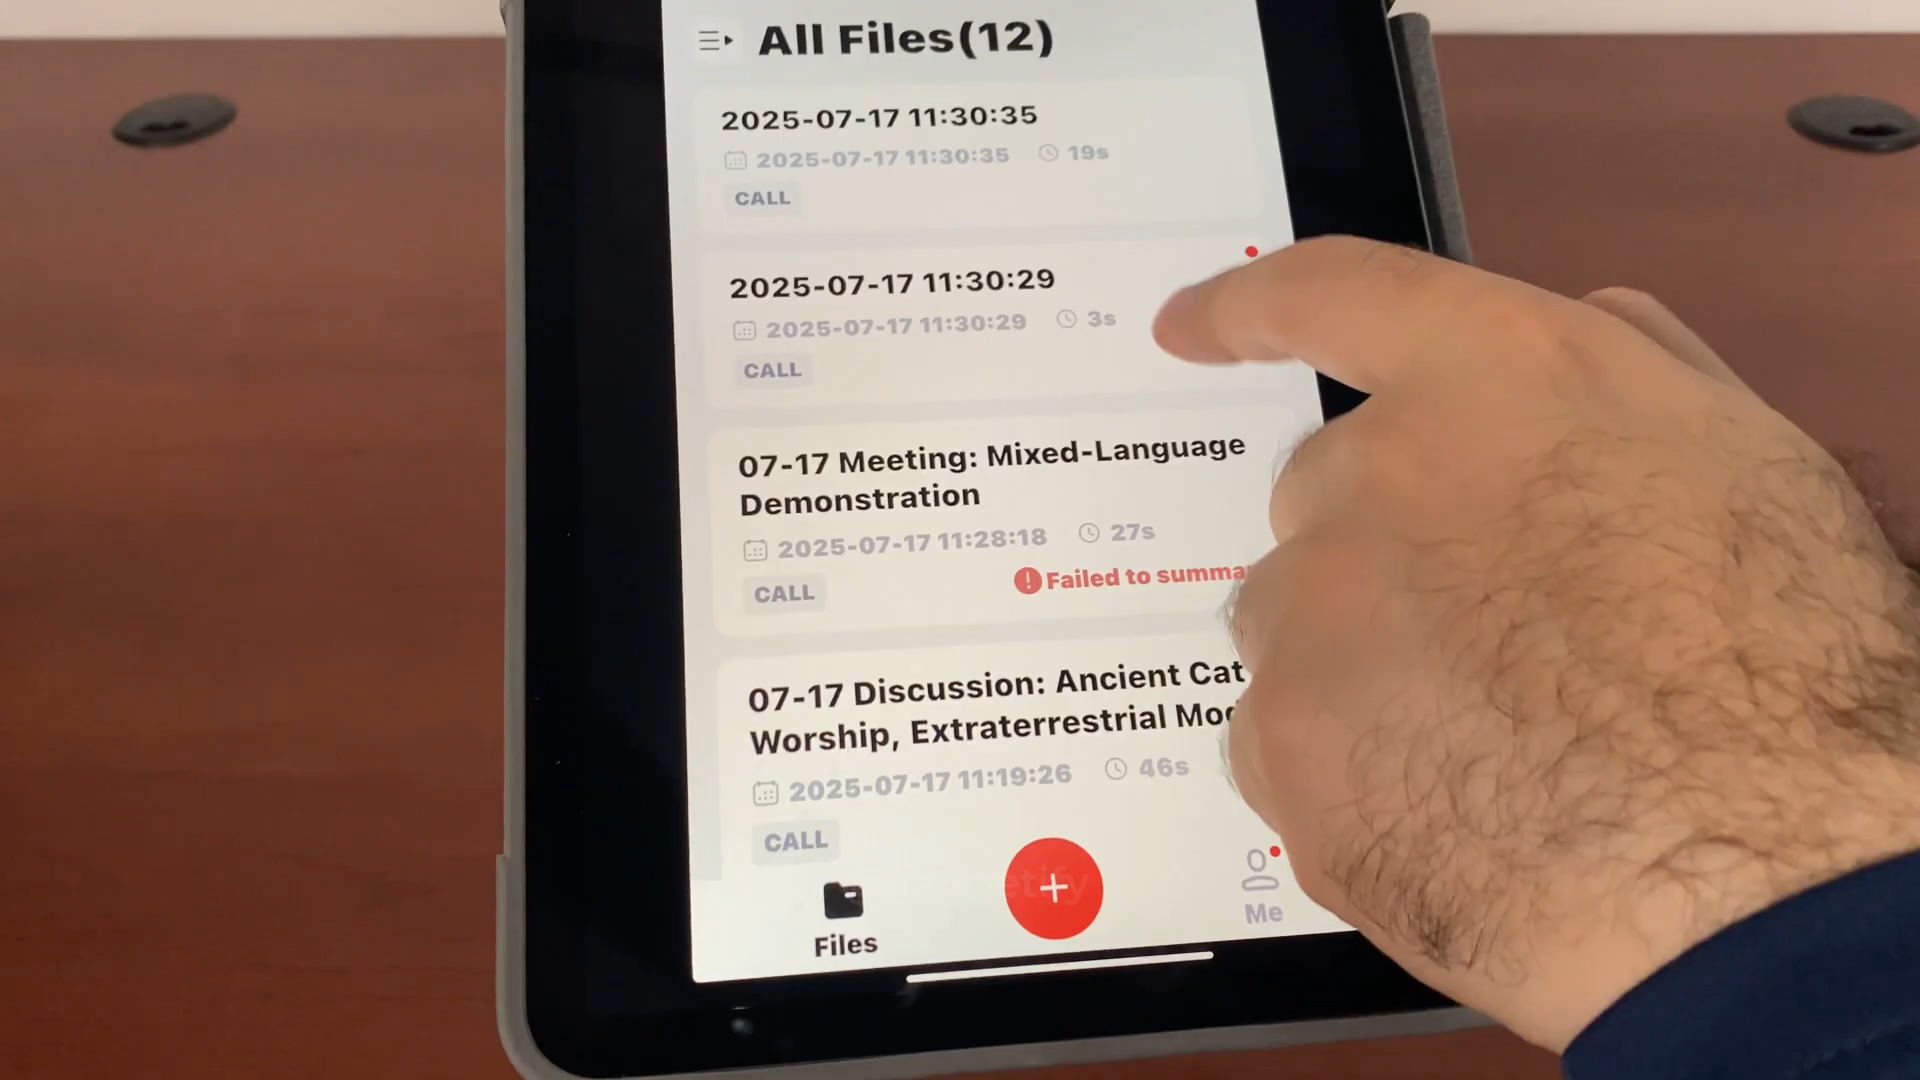 All Files(12)
2025-07-17 11:30:35
2025-07-17 11:30:35 19s
CALL
2025-07-17 11:30:29
2025-07-17 11:30:29 3s
CALL
07-17 Meeting: Mixed-Language
Demonstration
2025-07-17 11:28:18 27s
CALL
Failed to summa
07-17 Discussion: Ancient Cat
Worship, Extraterrestrial Mod
2025-07-17 11:19:26 46s
CALL
+
Files
Me